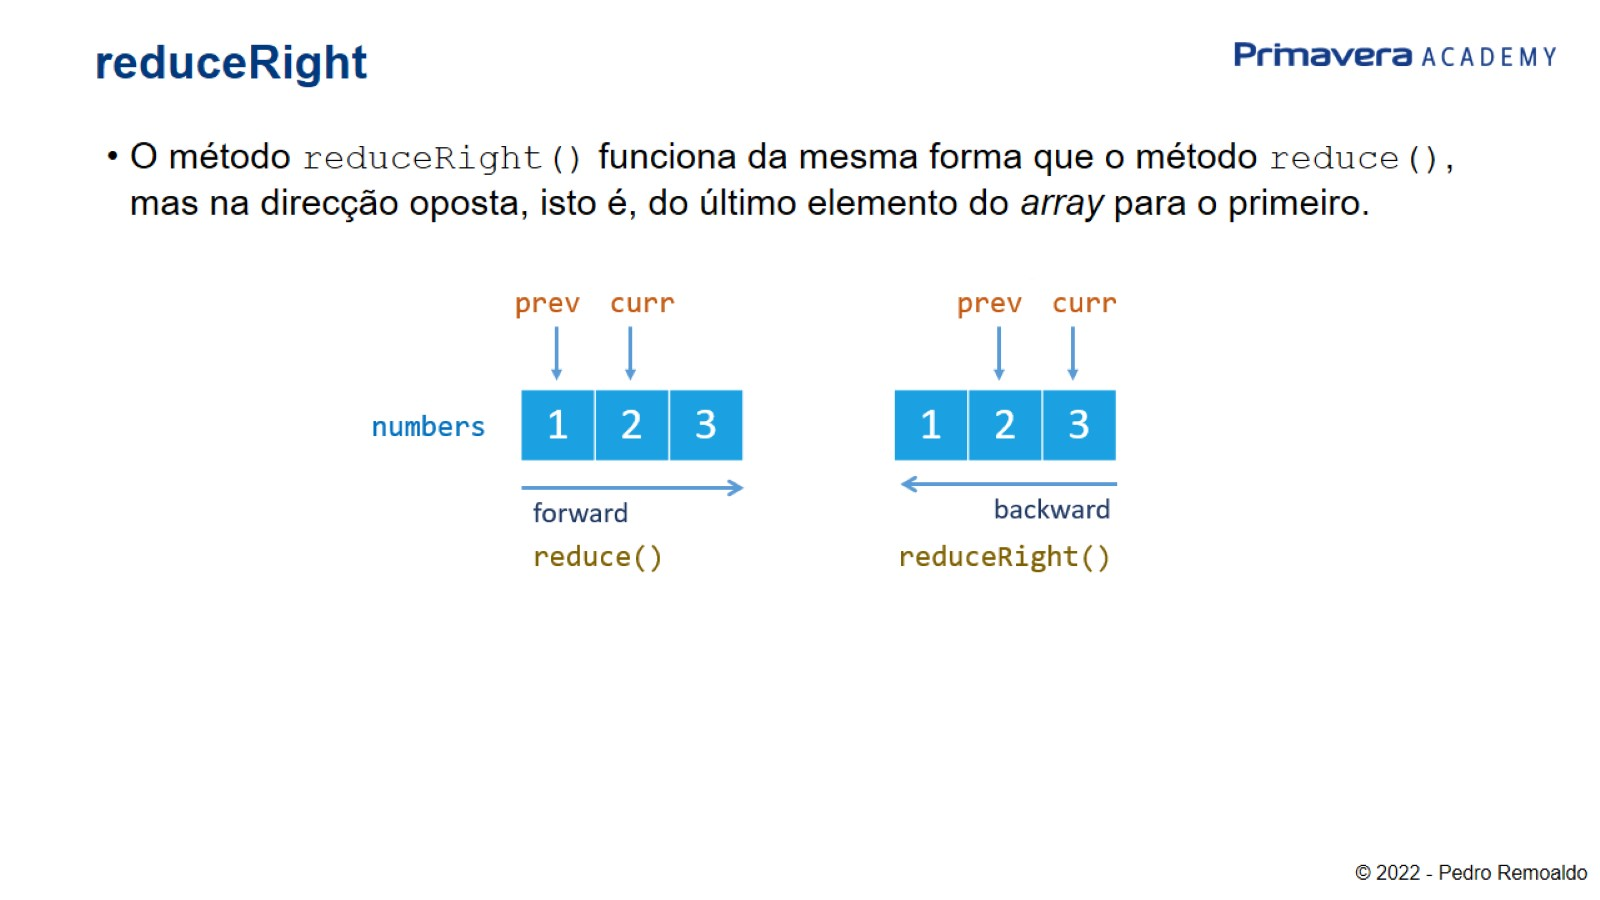 reduceRight
Primavera ACADEMY
• O método reduceRight() funciona da mesma forma que o método reduce(),
mas na direcção oposta, isto é, do último elemento do array para o primeiro.
prev curr
prev curr
numbers
1 2 3
1 2 3
forward
backward
reduce()
reduceRight()
© 2022 - Pedro Remoaldo